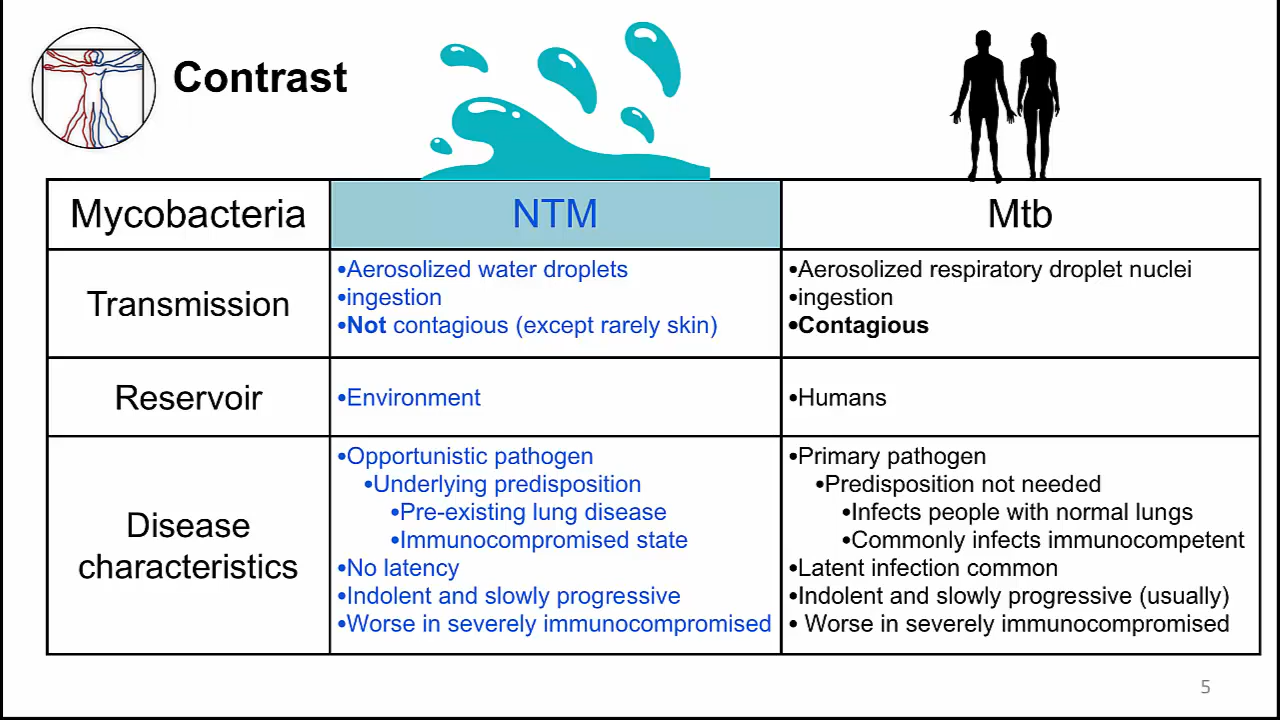 Contrast
Mycobacteria
NTM
Mtb
Transmission
•Aerosolized water droplets
•ingestion
•Not contagious (except rarely skin)
•Aerosolized respiratory droplet nuclei
•ingestion
•Contagious
Reservoir
•Environment
•Humans
Disease
characteristics
•Opportunistic pathogen
•Underlying predisposition
•Pre-existing lung disease
•Immunocompromised state
•No latency
•Indolent and slowly progressive
•Worse in severely immunocompromised
•Primary pathogen
•Predisposition not needed
•Infects people with normal lungs
•Commonly infects immunocompetent
•Latent infection common
•Indolent and slowly progressive (usually)
• Worse in severely immunocompromised
5